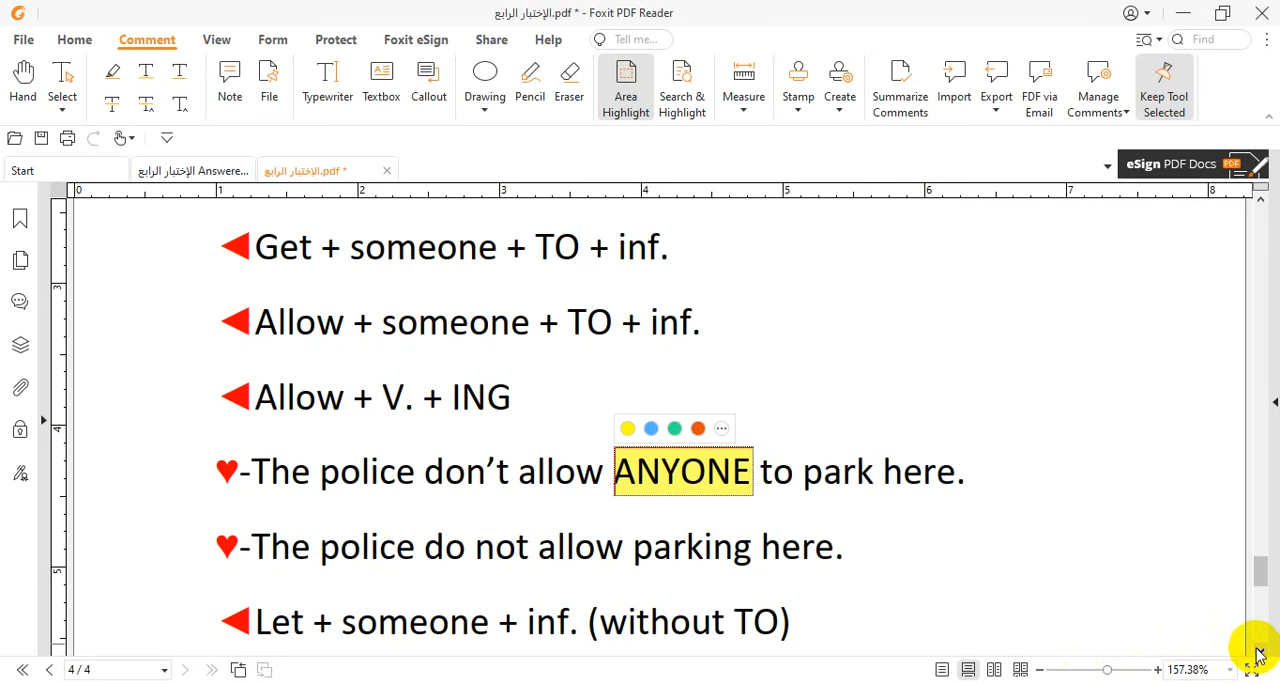 الإختبار الرابع.pdf * - Foxit PDF Reader
File Home Comment View Form Protect Foxit eSign Share Help Tell me... Find
Hand Select Note File Typewriter Textbox Callout Drawing Pencil Eraser Area Highlight Search & Highlight Measure Stamp Create Summarize Comments Import Export FDF via Email Manage Comments Keep Tool Selected
Start الإختبار الرابع Answere... الاختبار الرابع.pdf * eSign PDF Docs PDF
0 1 2 3 4 5 6 7 8
◀Get + someone + TO + inf.
3
◀Allow + someone + TO + inf.
◀Allow + V. + ING
4
♥-The police don’t allow ANYONE to park here.
♥-The police do not allow parking here.
5
◀Let + someone + inf. (without TO)
4 / 4 157.38%